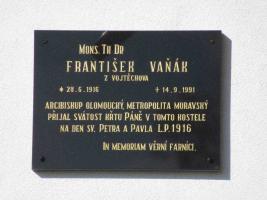 Mons. Th Dr
František Vaňák
z Vojtěchova
* 28.6.1916 † 14.9.1991
Arcibiskup olomoucký, metropolita moravský
přijal svátost křtu Páně v tomto kostele
na den sv. Petra a Pavla L.P.1916
In memoriam věrní farníci.